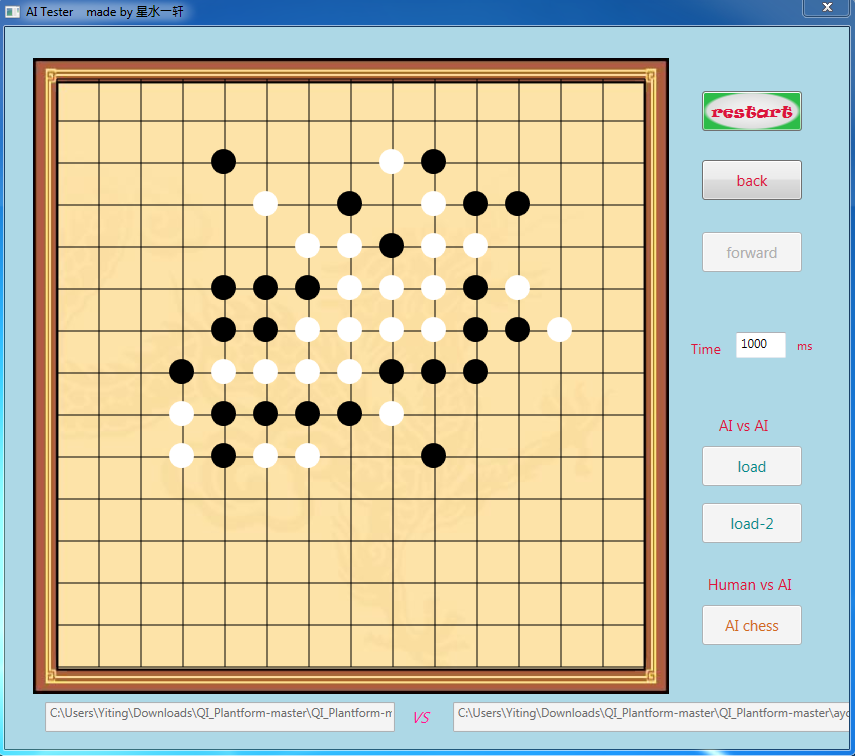 AI Tester made by 星水一轩
x
restart
back
forward
Time 1000 ms
AI vs AI
load
load-2
Human vs AI
AI chess
C:\Users\Yiting\Downloads\QI_Plantform-master\QI_Plantform-m VS C:\Users\Yiting\Downloads\QI_Plantform-master\QI_Plantform-master\ayc